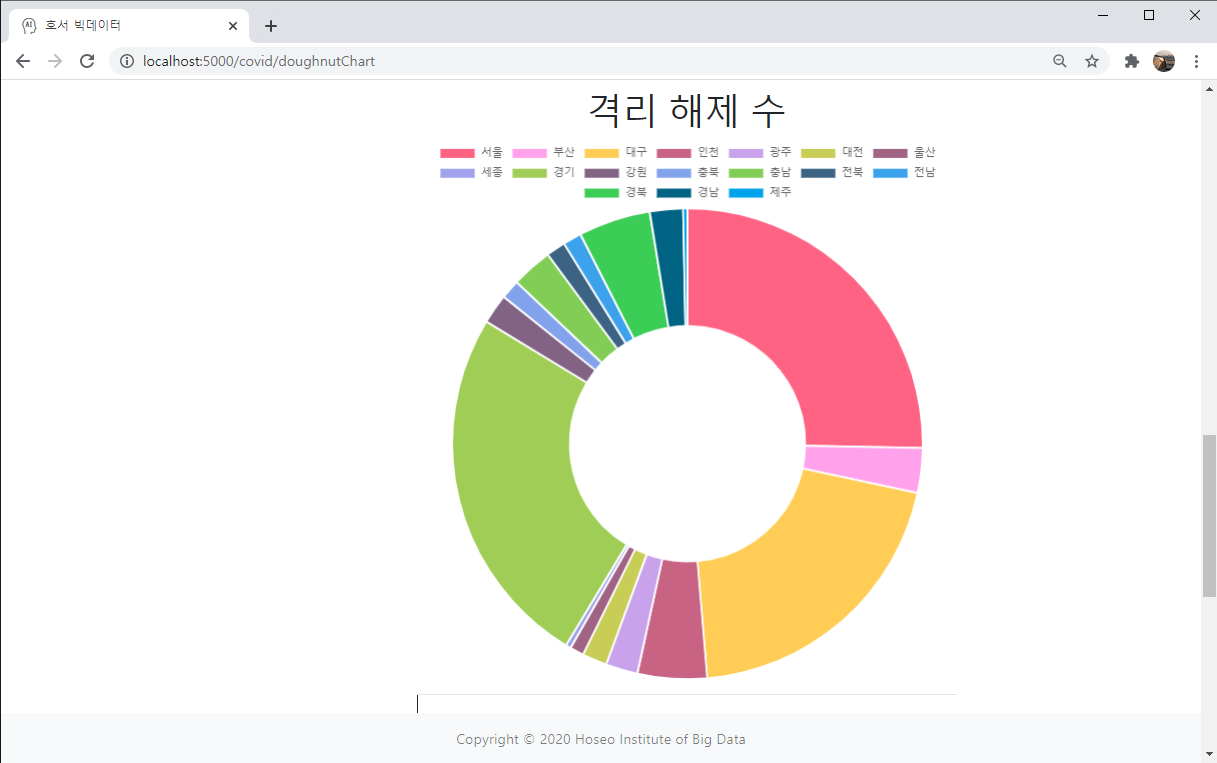 호서 빅데이터
localhost:5000/covid/doughnutChart
격리 해제 수
서울 부산 대구 인천 광주 대전 울산
세종 경기 강원 충북 충남 전북 전남
경북 경남 제주
Copyright © 2020 Hoseo Institute of Big Data